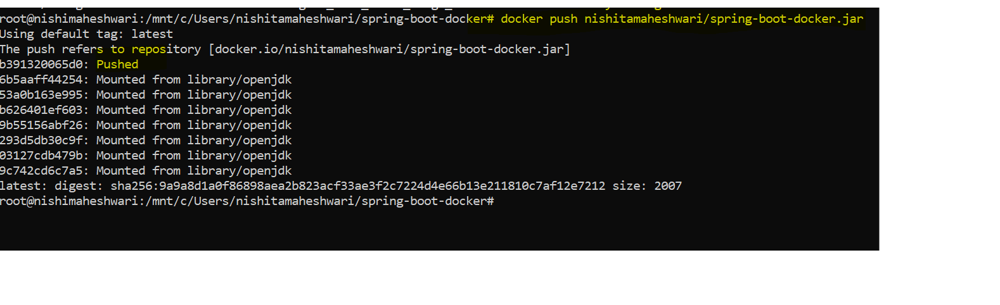 root@nishimaheshwari:/mnt/c/Users/nishitamaheshwari/spring-boot-docker# docker push nishitamaheshwari/spring-boot-docker.jar
Using default tag: latest
The push refers to repository [docker.io/nishitamaheshwari/spring-boot-docker.jar]
b391320065d0: Pushed
6b5aaff44254: Mounted from library/openjdk
53a0b163e995: Mounted from library/openjdk
b626401ef603: Mounted from library/openjdk
9b55156abf26: Mounted from library/openjdk
293d5db30c9f: Mounted from library/openjdk
03127cdb479b: Mounted from library/openjdk
9c742cd6c7a5: Mounted from library/openjdk
latest: digest: sha256:9a9a8d1a0f86898aea2b823acf33ae3f2c7224d4e66b13e211810c7af12e7212 size: 2007
root@nishimaheshwari:/mnt/c/Users/nishitamaheshwari/spring-boot-docker#